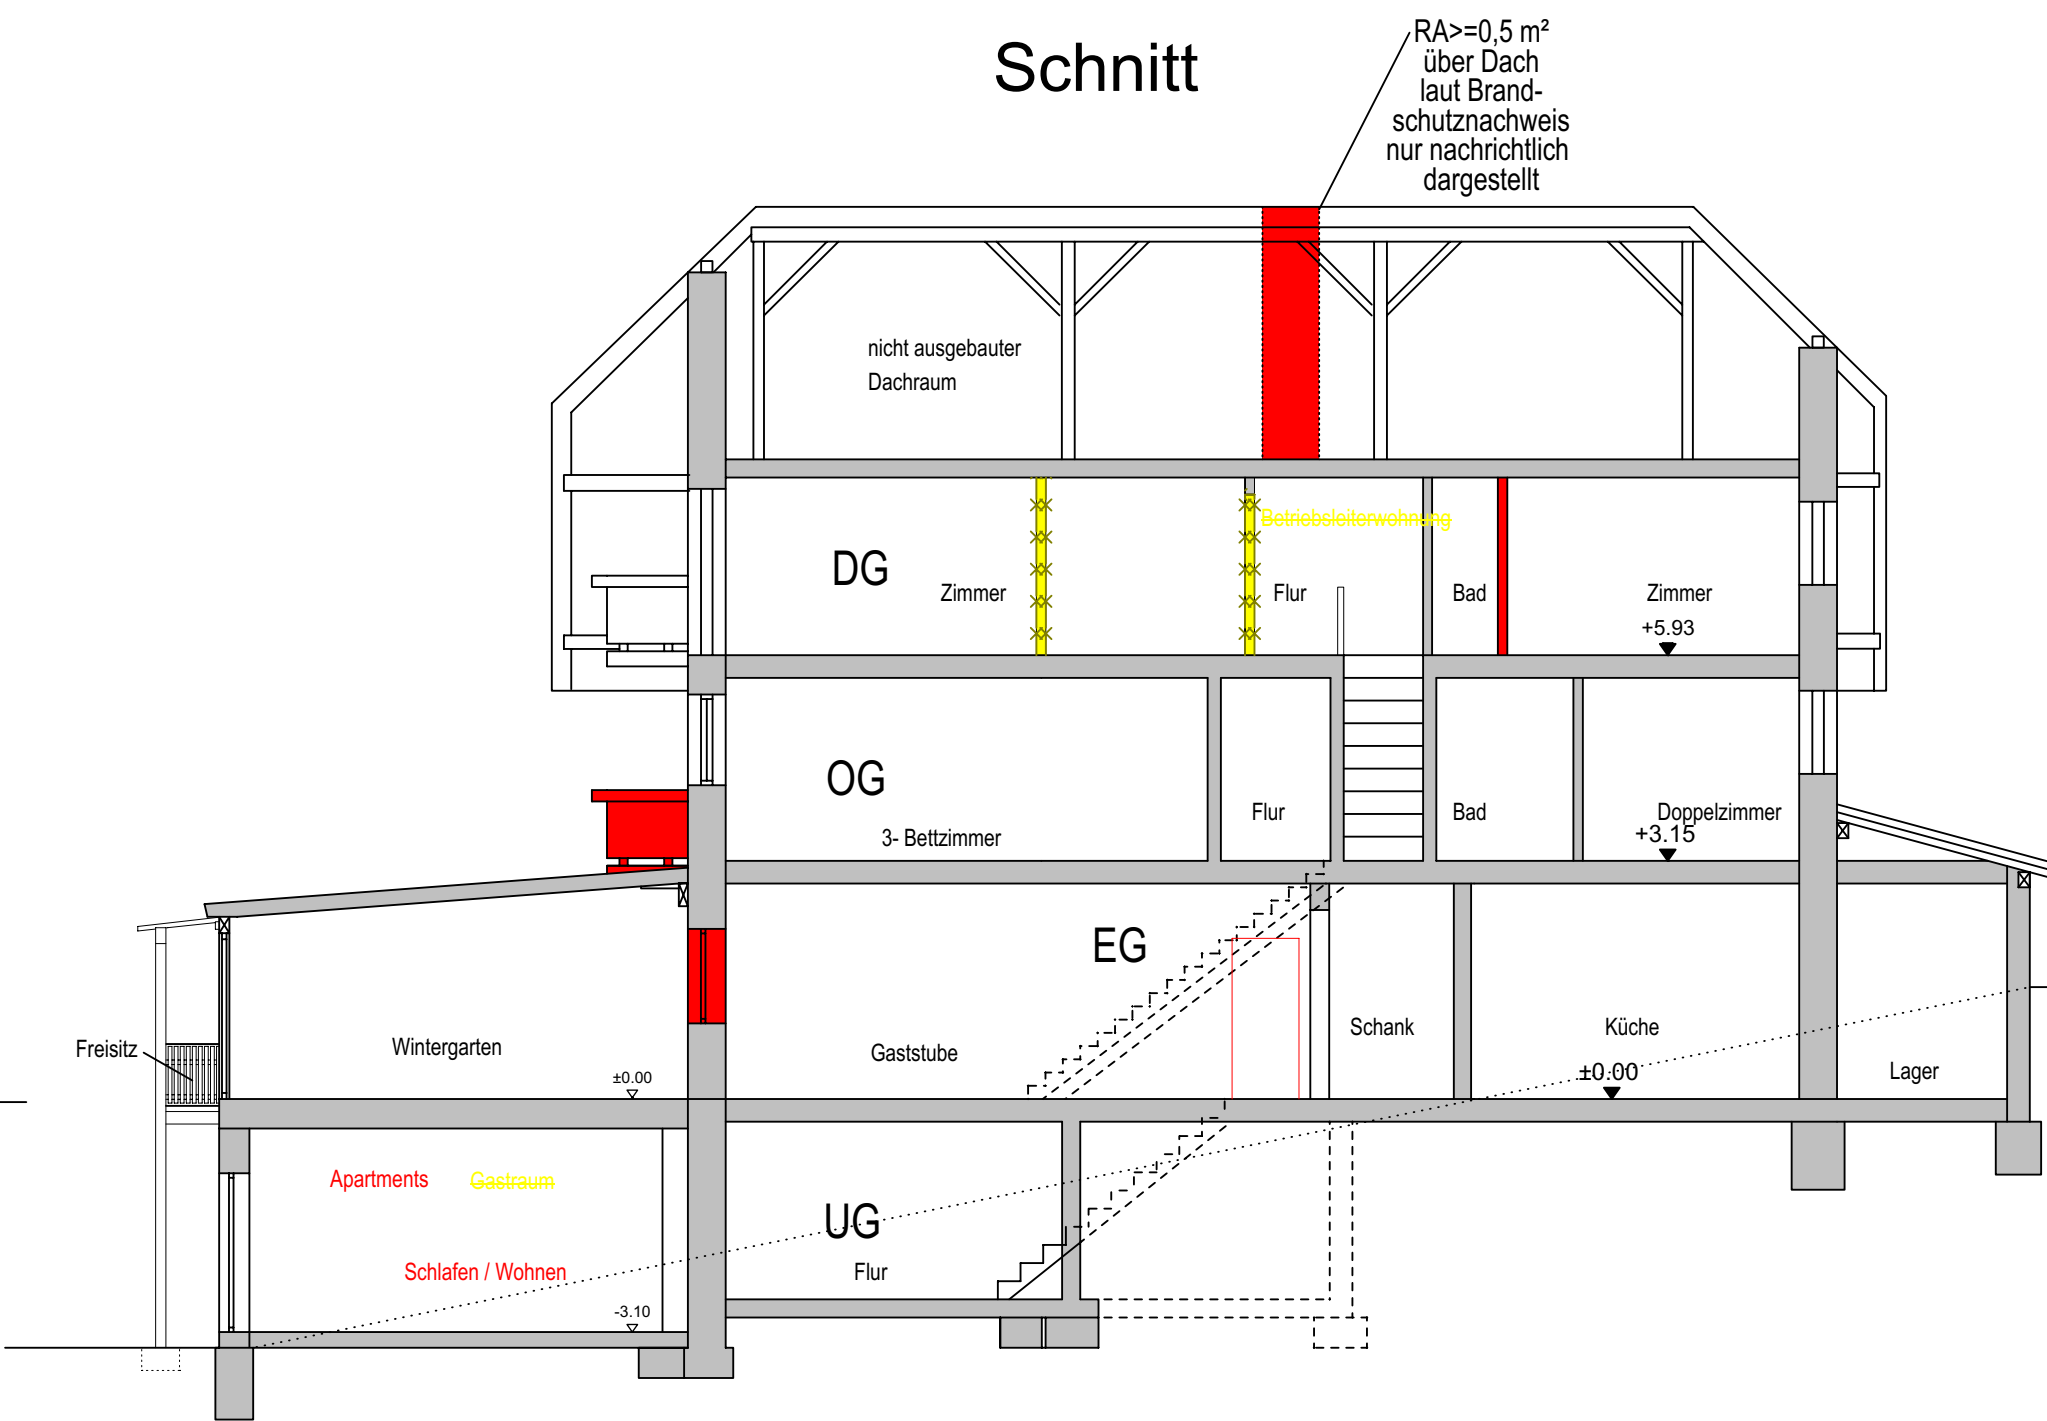 Schnitt
RA>=0,5 m²
über Dach
laut Brand-
schutznachweis
nur nachrichtlich
dargestellt
nicht ausgebauter
Dachraum
Betriebsleiterwohnung
DG
Zimmer
Flur
Bad
Zimmer
+5.93
OG
3- Bettzimmer
Flur
Bad
Doppelzimmer
+3.15
EG
Freisitz
Wintergarten
±0.00
Gaststube
Schank
Küche
±0.00
Lager
Apartments
Gastraum
UG
Schlafen / Wohnen
Flur
-3.10